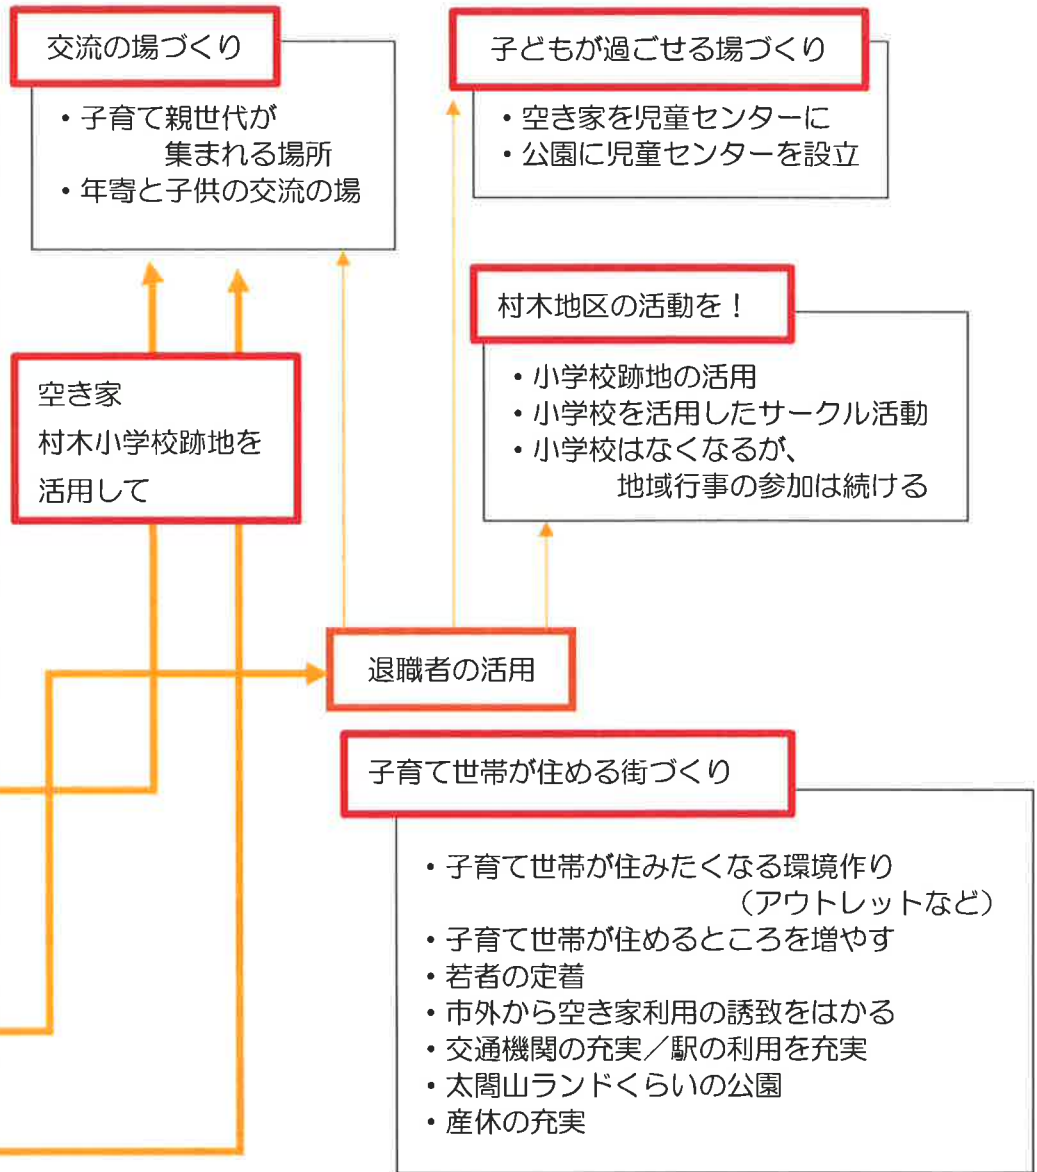 交流の場づくり
・子育て親世代が
集まれる場所
・年寄と子供の交流の場
子どもが過ごせる場づくり
・空き家を児童センターに
・公園に児童センターを設立
村木地区の活動を！
・小学校跡地の活用
・小学校を活用したサークル活動
・小学校はなくなるが、
地域行事の参加は続ける
空き家
村木小学校跡地を
活用して
退職者の活用
子育て世帯が住める街づくり
・子育て世帯が住みたくなる環境作り
（アウトレットなど）
・子育て世帯が住めるところを増やす
・若者の定着
・市外から空き家利用の誘致をはかる
・交通機関の充実／駅の利用を充実
・太閤山ランドくらいの公園
・産休の充実